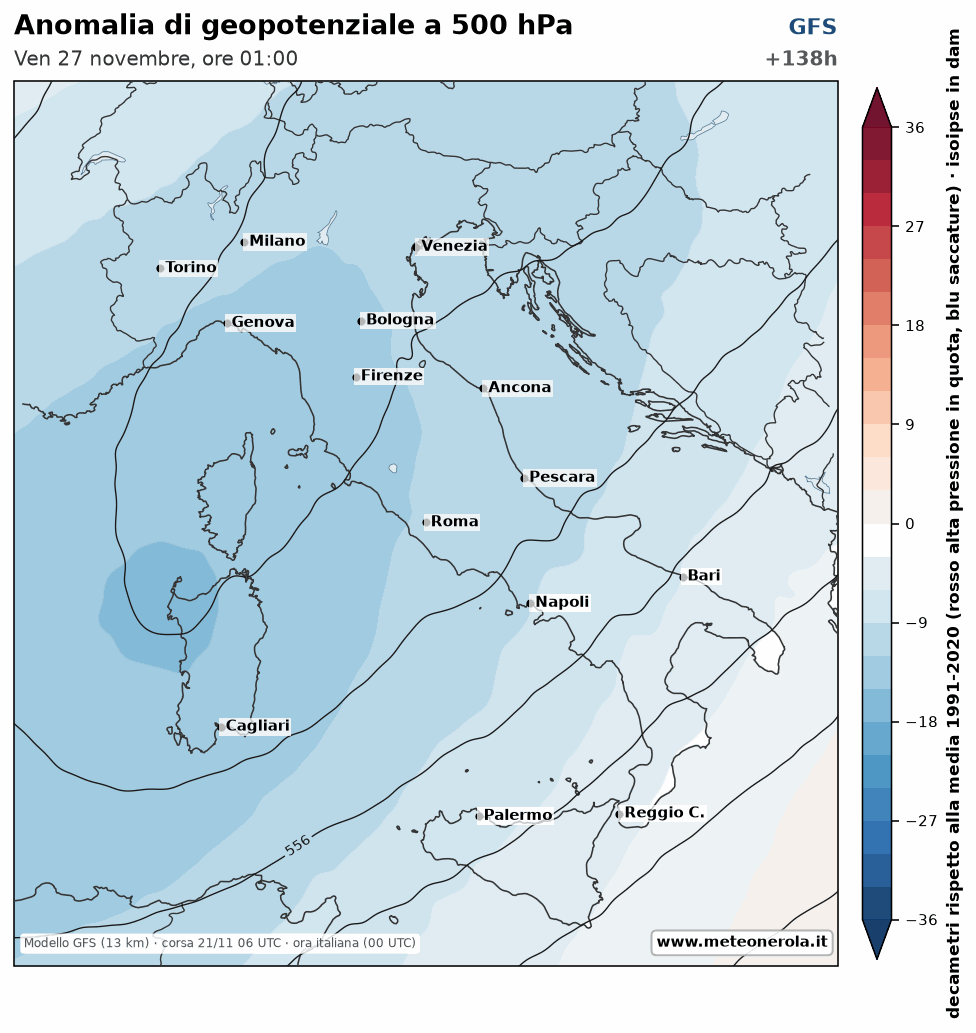 Anomalia di geopotenziale a 500 hPa
GFS
Ven 27 novembre, ore 01:00
+138h
Milano
Venezia
Torino
Genova
Bologna
Firenze
Ancona
Pescara
Roma
Bari
Napoli
Cagliari
Palermo
Reggio C.
556
Modello GFS (13 km) · corsa 21/11 06 UTC · ora italiana (00 UTC)
www.meteonerola.it
36
27
18
9
0
−9
−18
−27
−36
decametri rispetto alla media 1991-2020 (rosso alta pressione in quota, blu saccature) · isoipse in dam